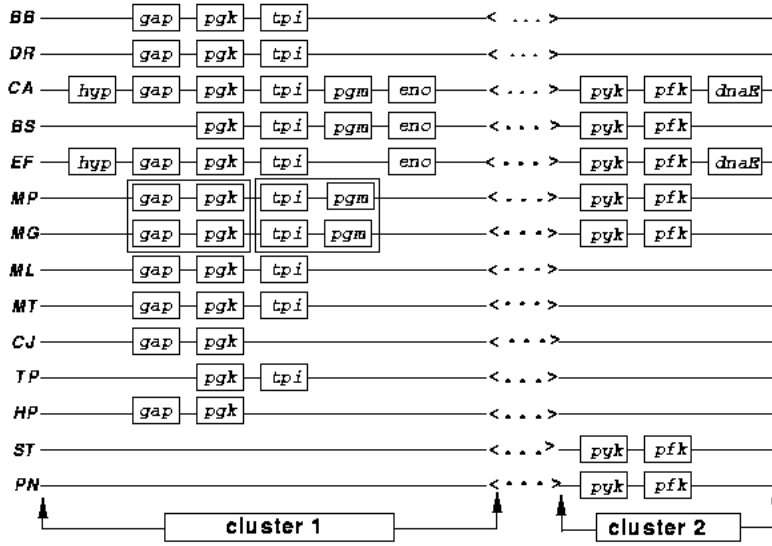 BB gap pgk tpi < ... >
DR gap pgk tpi < ... >
CA hyp gap pgk tpi pgm eno < ... > pyk pfk dnaE
BS pgk tpi pgm eno < ... > pyk pfk
EF hyp gap pgk tpi eno < ... > pyk pfk dnaE
MP gap pgk tpi pgm < ... > pyk pfk
MG gap pgk tpi pgm < ... > pyk pfk
ML gap pgk tpi < ... >
MT gap pgk tpi < ... >
CJ gap pgk < ... >
TP pgk tpi < ... >
HP gap pgk < ... >
ST < ... > pyk pfk
PN < ... > pyk pfk
cluster 1 cluster 2